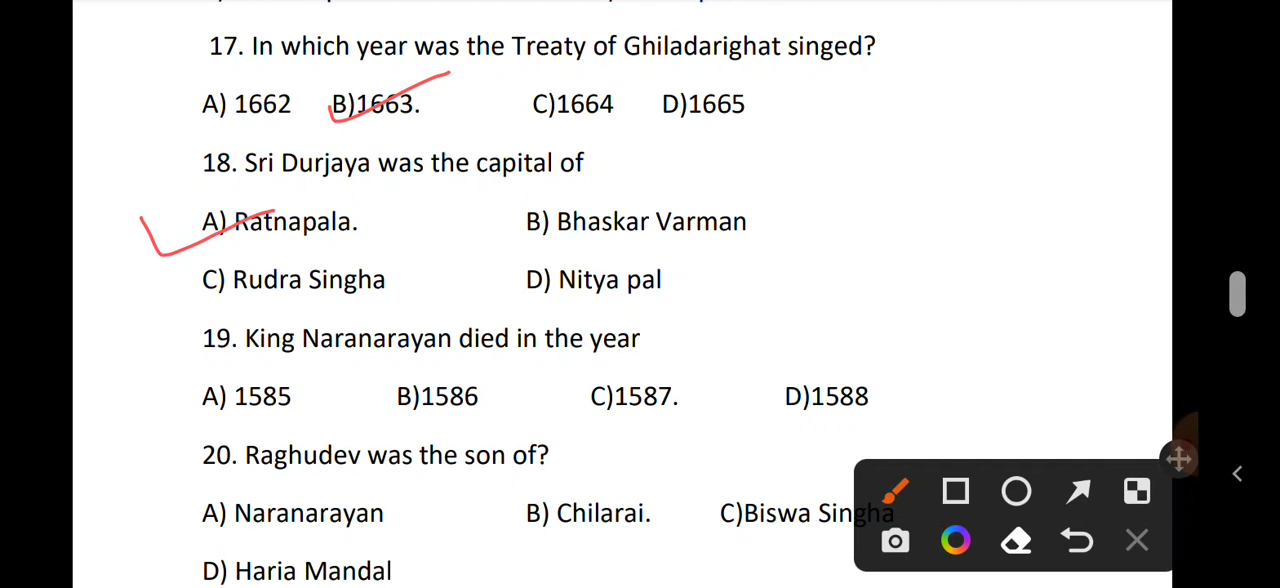 17. In which year was the Treaty of Ghiladarighat singed?
A) 1662 B)1663. C)1664 D)1665
18. Sri Durjaya was the capital of
A) Ratnapala. B) Bhaskar Varman
C) Rudra Singha D) Nitya pal
19. King Naranarayan died in the year
A) 1585 B)1586 C)1587. D)1588
20. Raghudev was the son of?
A) Naranarayan B) Chilarai. C)Biswa Singha
D) Haria Mandal